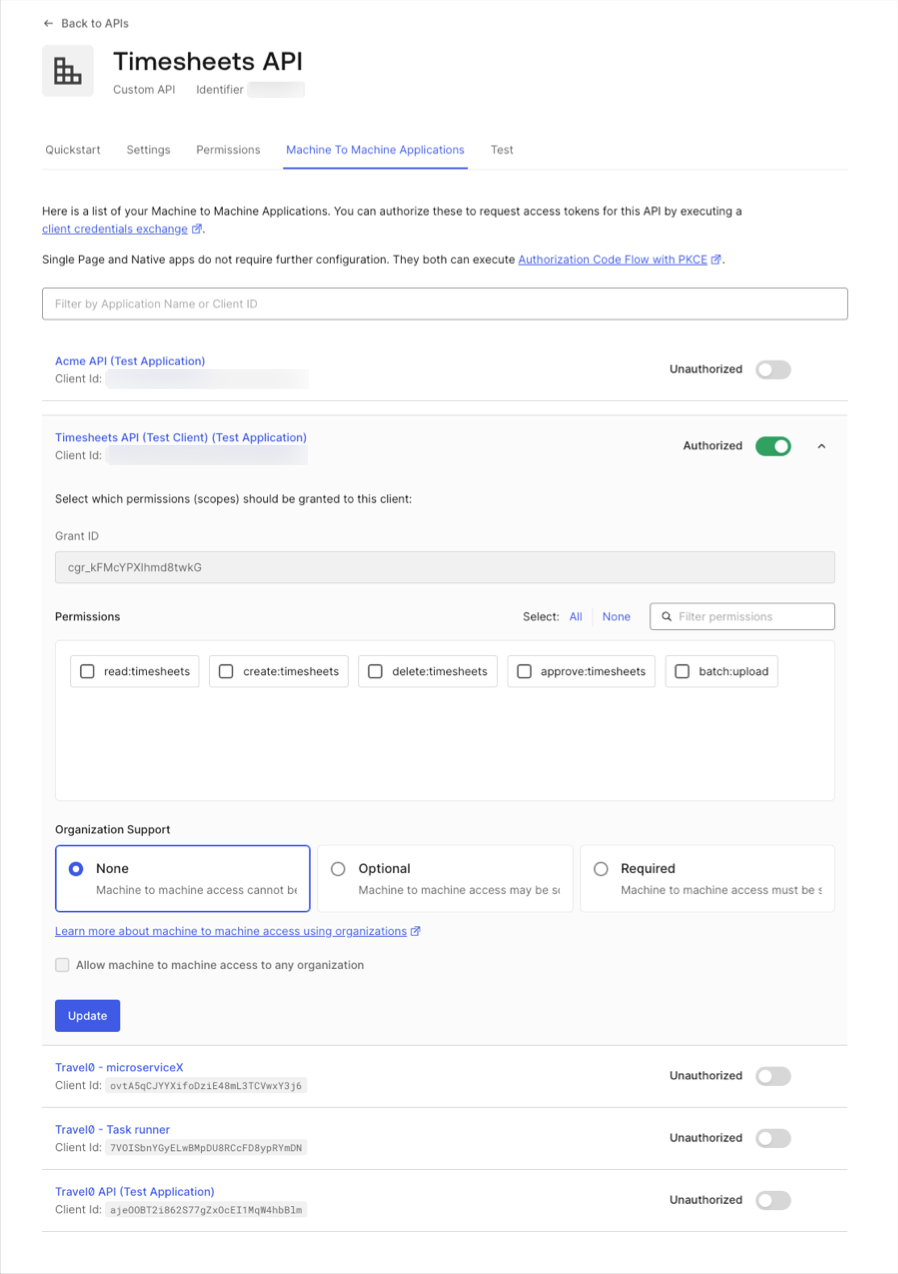 Back to APIs
Timesheets API
Custom API Identifier
Quickstart Settings Permissions Machine To Machine Applications Test
Here is a list of your Machine to Machine Applications. You can authorize these to request access tokens for this API by executing a
client credentials exchange.
Single Page and Native apps do not require further configuration. They both can execute Authorization Code Flow with PKCE.
Filter by Application Name or Client ID
Acme API (Test Application)
Client Id:
Unauthorized
Timesheets API (Test Client) (Test Application)
Client Id:
Authorized
Select which permissions (scopes) should be granted to this client:
Grant ID
cgr_kFMcYPXlhmd8twkG
Permissions Select: All None Filter permissions
read:timesheets create:timesheets delete:timesheets approve:timesheets batch:upload
Organization Support
None Optional Required
Machine to machine access cannot be Machine to machine access may be Machine to machine access must be
Learn more about machine to machine access using organizations
Allow machine to machine access to any organization
Update
Travel0 - microserviceX
Client Id: ovtA5qCJYYXifoDziE48mL3TCVwxY3j6
Unauthorized
Travel0 - Task runner
Client Id: 7VOISbnYGyELwBMpDU8RCcFD8ypRYmDN
Unauthorized
Travel0 API (Test Application)
Client Id: aje0OBT2i862S77gZxOcEI1MqW4hbBlm
Unauthorized